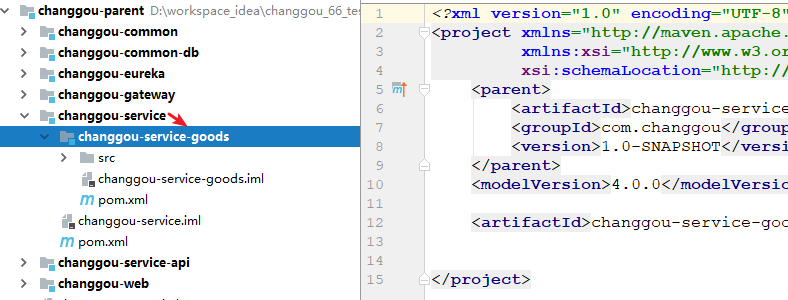 changgou-parent D:\workspace_idea\changgou_66_tes
changgou-common
changgou-common-db
changgou-eureka
changgou-gateway
changgou-service
changgou-service-goods
src
changgou-service-goods.iml
pom.xml
changgou-service.iml
pom.xml
changgou-service-api
changgou-web
1 <?xml version="1.0" encoding="UTF-8"
2 <project xmlns="http://maven.apache.
3 xmlns:xsi="http://www.w3.or
4 xsi:schemaLocation="http:/
5 <parent>
6 <artifactId>changgou-service
7 <groupId>com.changgou</group
8 <version>1.0-SNAPSHOT</versi
9 </parent>
10 <modelVersion>4.0.0</modelVersion
11
12 <artifactId>changgou-service-goo
13
14
15 </project>